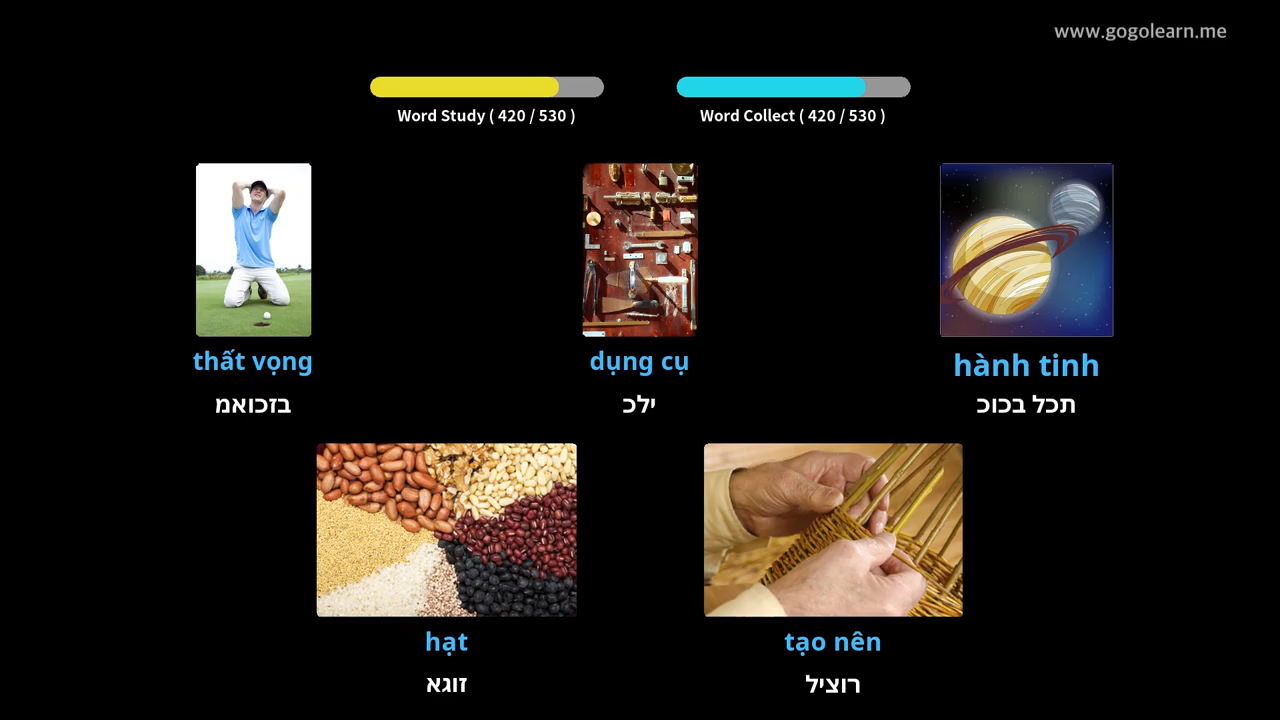 www.gogolearn.me
Word Study ( 420 / 530 )
Word Collect ( 420 / 530 )
thất vọng
בזכואמ
dụng cụ
ילכ
hành tinh
תכל בכוכ
hạt
זוגא
tạo nên
רוציל